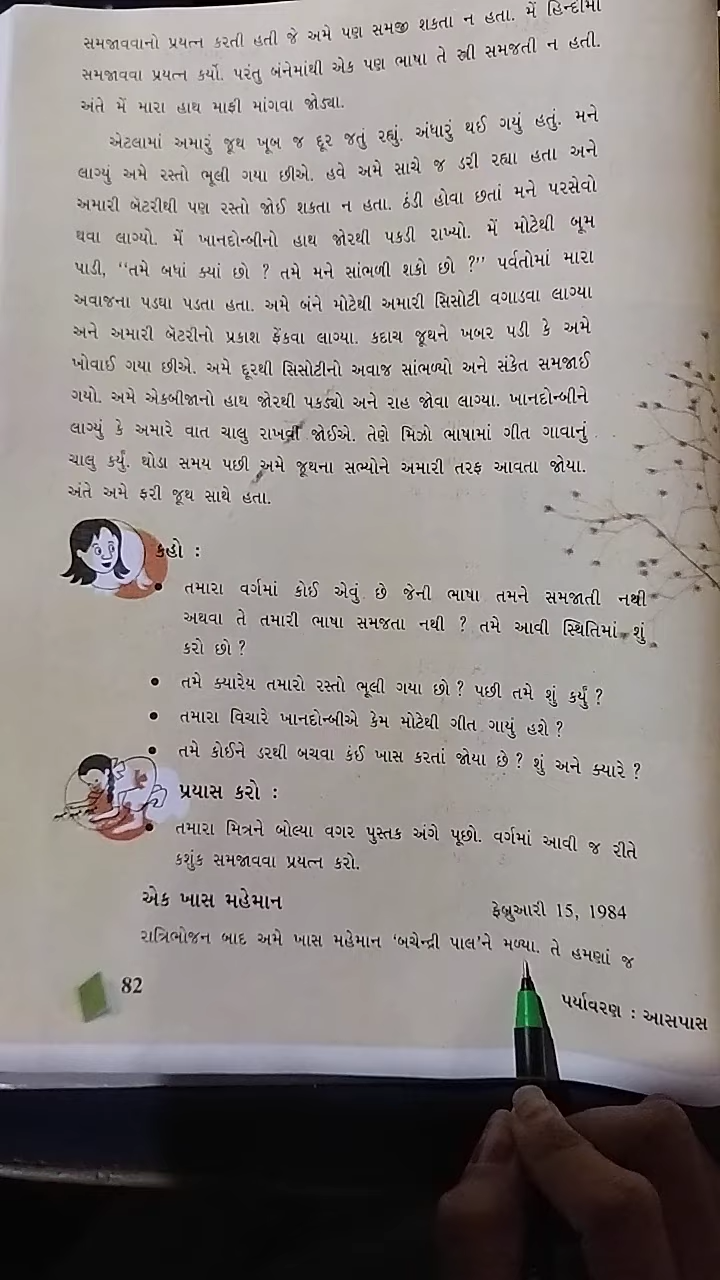 સમજાવવાનો પ્રયત્ન કરતી હતી જે અમે પણ સમજી શકતા ન હતા. મેં હિન્દીમાં
સમજાવવા પ્રયત્ન કર્યો. પરંતુ બંનેમાંથી એક પણ ભાષા તે સ્ત્રી સમજતી ન હતી.
અંતે મેં મારા હાથ માફી માંગવા જોડ્યા.
એટલામાં અમારું જૂથ ખૂબ જ દૂર જતું રહ્યું. અંધારું થઈ ગયું હતું. મને
લાગ્યું અમે રસ્તો ભૂલી ગયા છીએ. હવે અમે સાચે જ ડરી રહ્યા હતા અને
અમારી બૅટરીથી પણ રસ્તો જોઈ શકતા ન હતા. ઠંડી હોવા છતાં મને પરસેવો
થવા લાગ્યો. મેં ખાનદોન્બીનો હાથ જોરથી પકડી રાખ્યો. મેં મોટેથી બૂમ
પાડી, “તમે બધાં ક્યાં છો ? તમે મને સાંભળી શકો છો ?” પર્વતોમાં મારા
અવાજના પડઘા પડતા હતા. અમે બંને મોટેથી અમારી સિસોટી વગાડવા લાગ્યા
અને અમારી બૅટરીનો પ્રકાશ ફેંકવા લાગ્યા. કદાચ જૂથને ખબર પડી કે અમે
ખોવાઈ ગયા છીએ. અમે દૂરથી સિસોટીનો અવાજ સાંભળ્યો અને સંકેત સમજાઈ
ગયો. અમે એકબીજાનો હાથ જોરથી પકડ્યો અને રાહ જોવા લાગ્યા. ખાનદોન્બીને
લાગ્યું કે અમારે વાત ચાલુ રાખવી જોઈએ. તેણે મિઝો ભાષામાં ગીત ગાવાનું
ચાલુ કર્યું. થોડા સમય પછી અમે જૂથના સભ્યોને અમારી તરફ આવતા જોયા.
અંતે અમે ફરી જૂથ સાથે હતા.
કહો :
• તમારા વર્ગમાં કોઈ એવું છે જેની ભાષા તમને સમજાતી નથી
અથવા તે તમારી ભાષા સમજતા નથી ? તમે આવી સ્થિતિમાં શું
કરો છો ?
• તમે ક્યારેય તમારો રસ્તો ભૂલી ગયા છો ? પછી તમે શું કર્યું ?
• તમારા વિચારે ખાનદોન્બીએ કેમ મોટેથી ગીત ગાયું હશે ?
• તમે કોઈને ડરથી બચવા કંઈ ખાસ કરતાં જોયા છે ? શું અને ક્યારે ?
પ્રયાસ કરો :
• તમારા મિત્રને બોલ્યા વગર પુસ્તક અંગે પૂછો. વર્ગમાં આવી જ રીતે
કશુંક સમજાવવા પ્રયત્ન કરો.
એક ખાસ મહેમાન ફેબ્રુઆરી 15, 1984
રાત્રિભોજન બાદ અમે ખાસ મહેમાન ‘બચેન્દ્રી પાલ’ને મળ્યા. તે હમણાં જ
82
પર્યાવરણ : આસપાસ